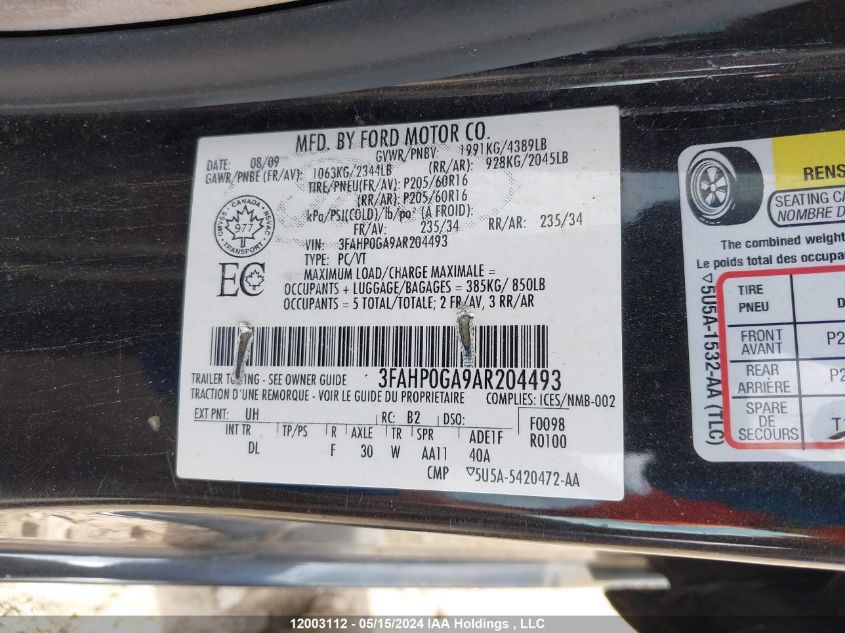 MFD. BY FORD MOTOR CO.
DATE: 08/09 GVWR/PNBV: 1991KG/4389LB
GAWR/PNBE (FR/AV): 1063KG/2344LB (RR/AR): 928KG/2045LB
TIRE/PNEU(FR/AV): P205/60R16
(RR/AR): P205/60R16
kPa/PSI(COLD)/lb/po² (A FROID):
FR/AV: 235/34 RR/AR: 235/34
VIN: 3FAHP0GA9AR204493
TYPE: PC/VT
MAXIMUM LOAD/CHARGE MAXIMALE =
OCCUPANTS + LUGGAGE/BAGAGES = 385KG/ 850LB
OCCUPANTS = 5 TOTAL/TOTALE; 2 FR/AV, 3 RR/AR
CANADA
977
TRANSPORT
EC
3FAHP0GA9AR204493
TRAILER TOWING - SEE OWNER GUIDE
TRACTION D'UNE REMORQUE - VOIR LE GUIDE DU PROPRIETAIRE COMPLIES: ICES/NMB-002
EXT PNT: UH RC: B2 DSO: F0098
R0100
INT TR TP/PS R AXLE TR SPR ADE1F
DL F 30 W AA11 40A
CMP ▽5U5A-5420472-AA
RENS
SEATING CA
NOMBRE D
The combined weight
Le poids total des occupa
TIRE
PNEU
D
FRONT
AVANT
P2
REAR
ARRIÈRE
P2
SPARE
DE
SECOURS
T1
▽5U5A-1532-AA (TLC)
12003112 - 05/15/2024 IAA Holdings , LLC